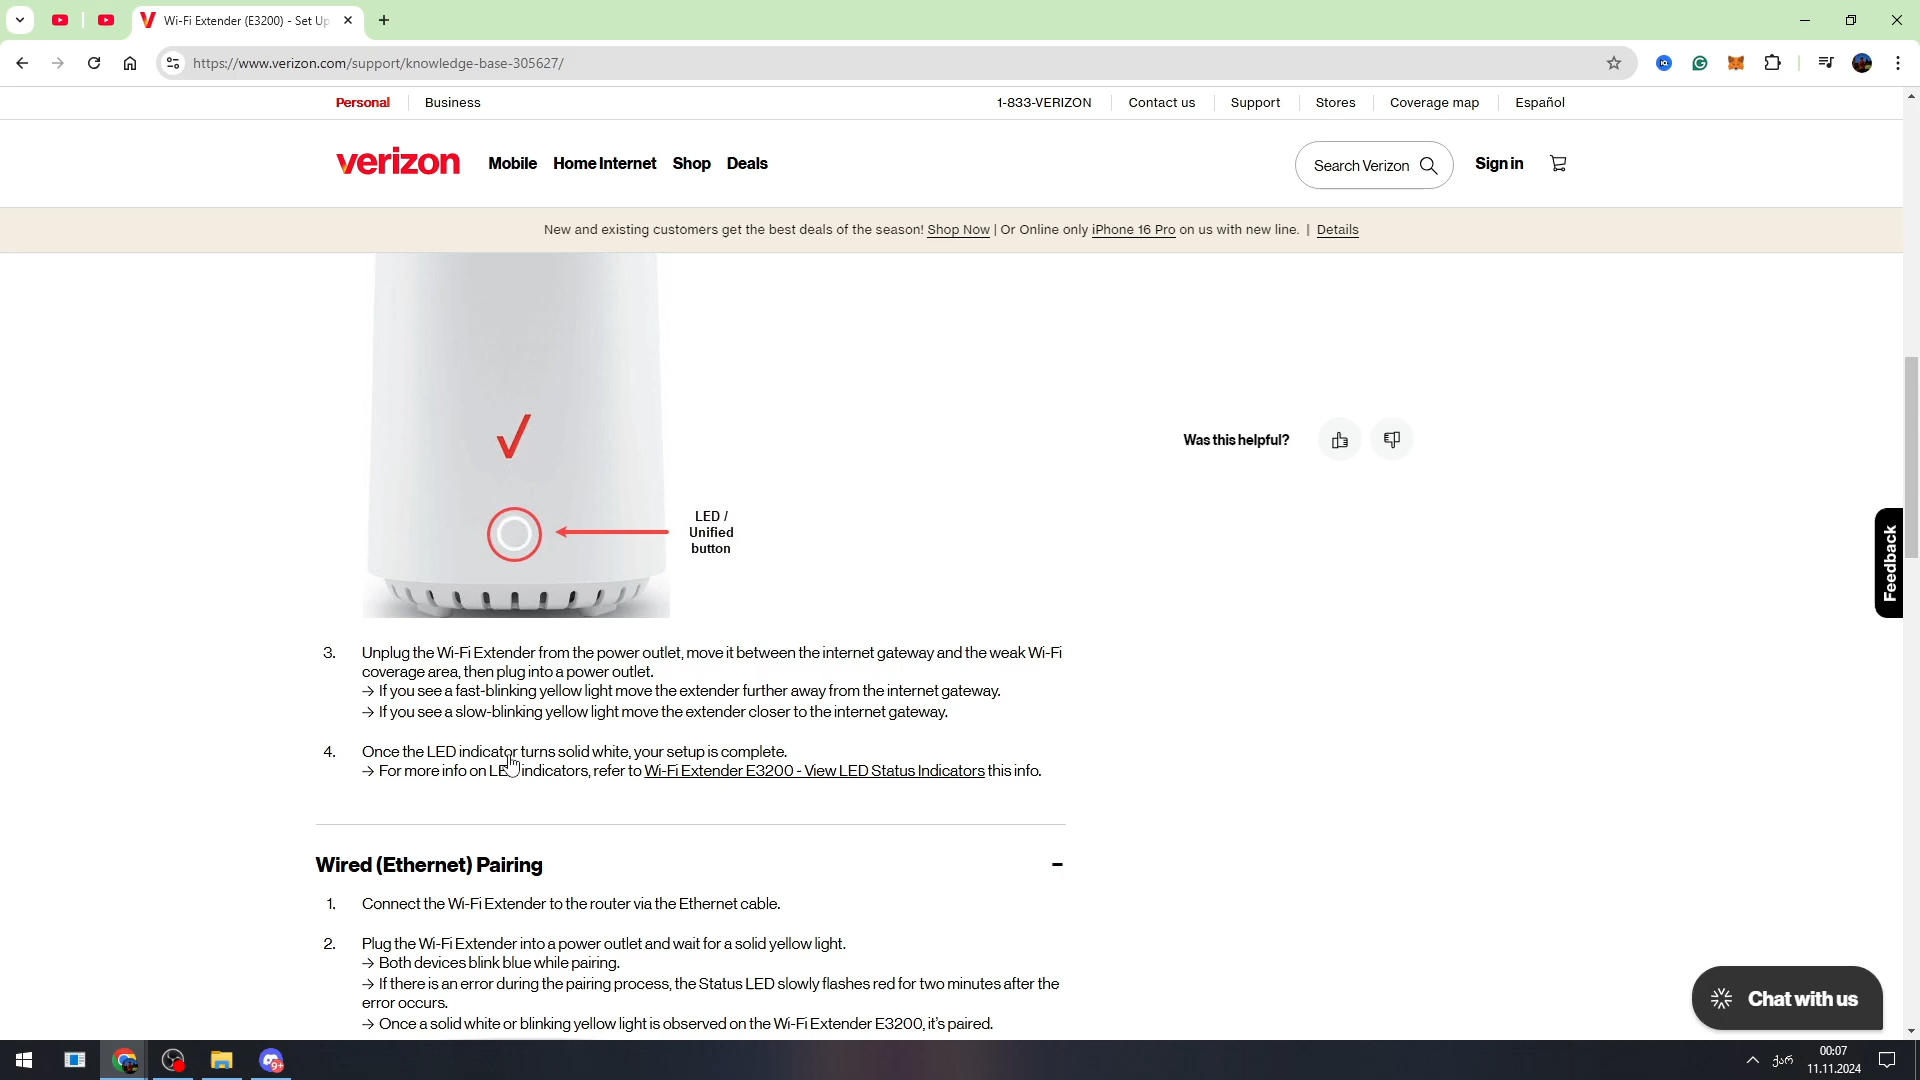 Wi-Fi Extender (E3200) - Set Up
https://www.verizon.com/support/knowledge-base-305627/
Personal
Business
1-833-VERIZON
Contact us
Support
Stores
Coverage map
Español
verizon
Mobile
Home Internet
Shop
Deals
Search Verizon
Sign in
New and existing customers get the best deals of the season! Shop Now | Or Online only iPhone 16 Pro on us with new line. | Details
LED /
Unified
button
Was this helpful?
Feedback
3. Unplug the Wi-Fi Extender from the power outlet, move it between the internet gateway and the weak Wi-Fi
coverage area, then plug into a power outlet.
→ If you see a fast-blinking yellow light move the extender further away from the internet gateway.
→ If you see a slow-blinking yellow light move the extender closer to the internet gateway.
4. Once the LED indicator turns solid white, your setup is complete.
→ For more info on LED indicators, refer to Wi-Fi Extender E3200 - View LED Status Indicators this info.
Wired (Ethernet) Pairing
1. Connect the Wi-Fi Extender to the router via the Ethernet cable.
2. Plug the Wi-Fi Extender into a power outlet and wait for a solid yellow light.
→ Both devices blink blue while pairing.
→ If there is an error during the pairing process, the Status LED slowly flashes red for two minutes after the
error occurs.
→ Once a solid white or blinking yellow light is observed on the Wi-Fi Extender E3200, it's paired.
Chat with us
9+
ქარ
00:07
11.11.2024